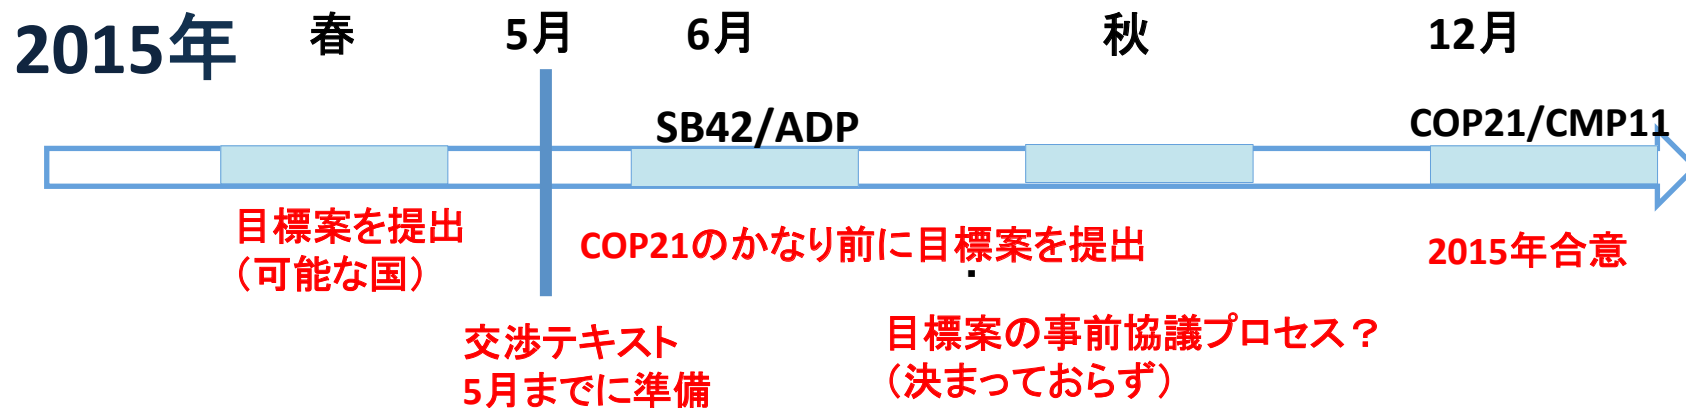 2015年
春
5月
6月
秋
12月
SB42/ADP
COP21/CMP11
目標案を提出
（可能な国）
COP21のかなり前に目標案を提出
.
2015年合意
交渉テキスト
5月までに準備
目標案の事前協議プロセス？
（決まっておらず）